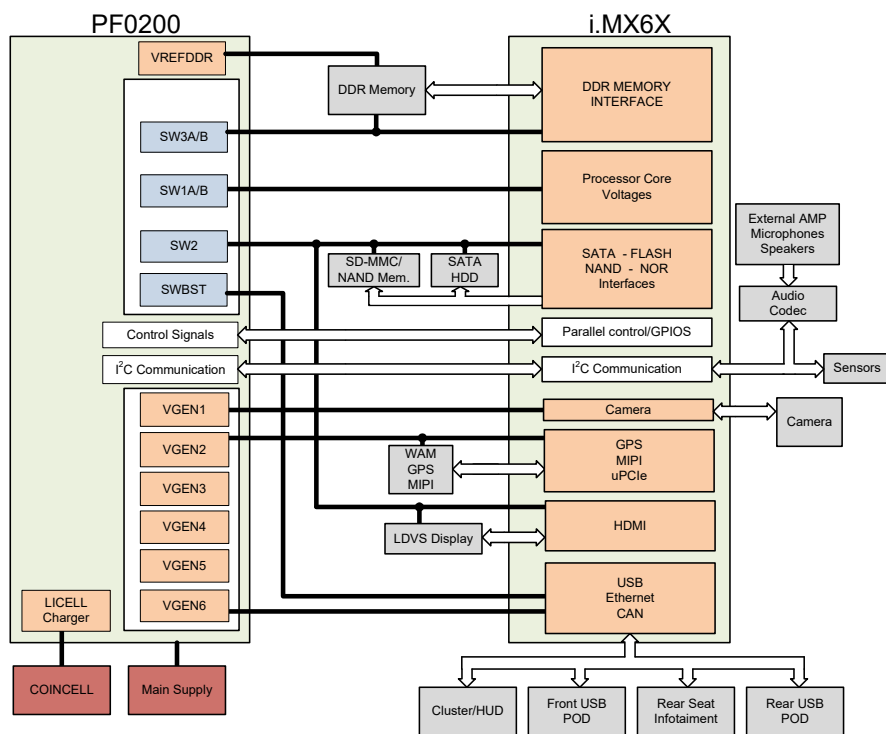 PF0200
i.MX6X
VREFDDR
DDR Memory
DDR MEMORY
INTERFACE
SW3A/B
SW1A/B
Processor Core
Voltages
SW2
SD-MMC/
NAND Mem.
SATA
HDD
SATA - FLASH
NAND - NOR
Interfaces
External AMP
Microphones
Speakers
SWBST
Audio
Codec
Control Signals
Parallel control/GPIOS
I²C Communication
I²C Communication
Sensors
VGEN1
Camera
Camera
VGEN2
WAM
GPS
MIPI
GPS
MIPI
uPCIe
VGEN3
VGEN4
LDVS Display
HDMI
VGEN5
VGEN6
USB
Ethernet
CAN
LICELL
Charger
COINCELL
Main Supply
Cluster/HUD
Front USB
POD
Rear Seat
Infotaiment
Rear USB
POD